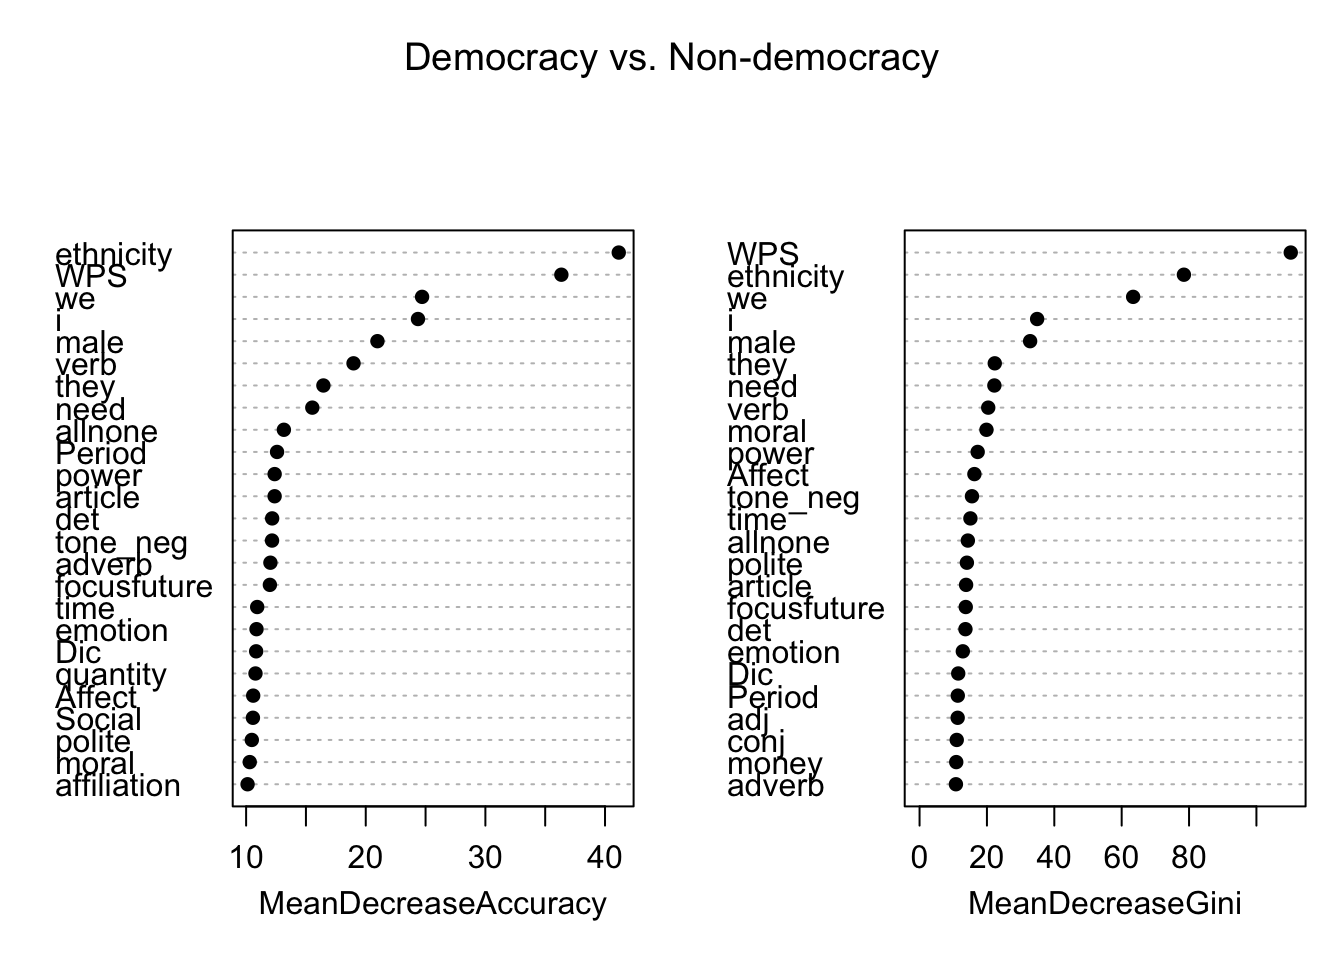 Democracy vs. Non-democracy
ethnicity
WPS
we
i
male
verb
they
need
allnone
Period
power
article
det
tone_neg
adverb
focusfuture
time
emotion
Dic
quantity
Affect
Social
polite
moral
affiliation
10 20 30 40
MeanDecreaseAccuracy
WPS
ethnicity
we
i
male
they
need
verb
moral
power
Affect
tone_neg
time
allnone
polite
article
focusfuture
det
emotion
Dic
Period
adj
conj
money
adverb
0 20 40 60 80
MeanDecreaseGini